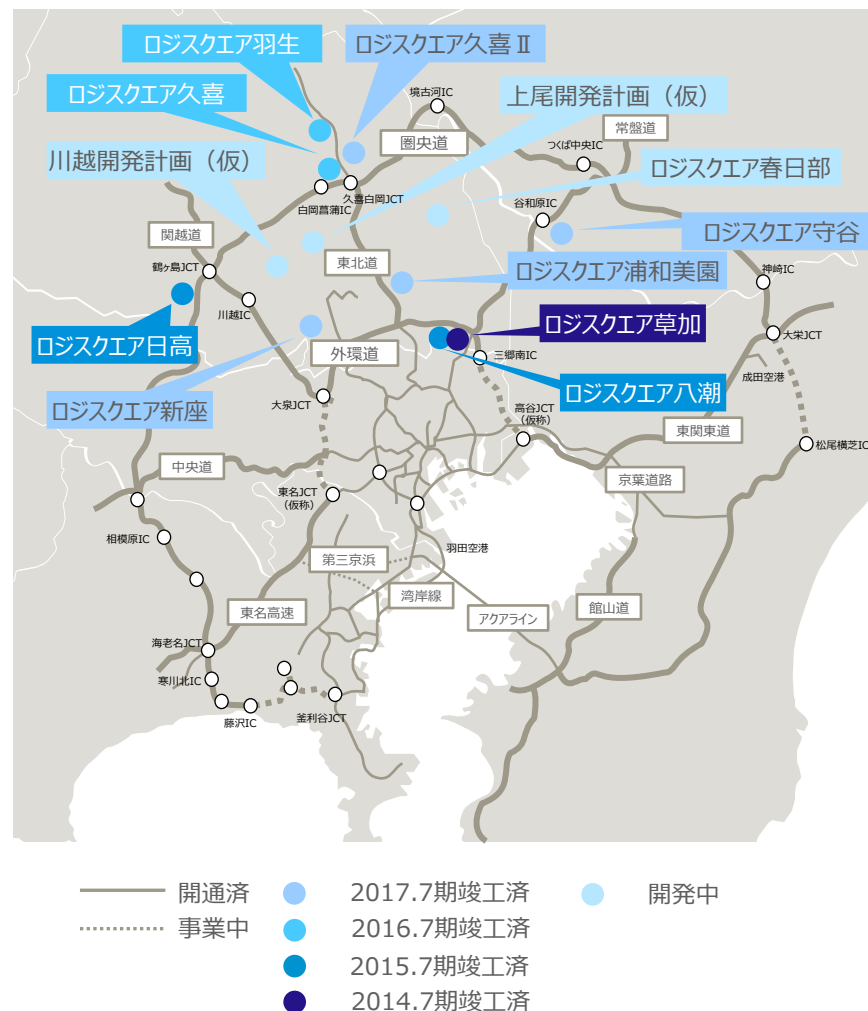 ロジスクエア羽生
ロジスクエア久喜Ⅱ
ロジスクエア久喜
上尾開発計画（仮）
川越開発計画（仮）
ロジスクエア春日部
ロジスクエア守谷
ロジスクエア浦和美園
ロジスクエア日高
ロジスクエア草加
ロジスクエア新座
ロジスクエア八潮
境古河IC
常盤道
つくば中央IC
圏央道
久喜白岡JCT
白岡菖蒲IC
谷和原IC
関越道
鶴ヶ島JCT
東北道
神崎IC
川越IC
外環道
三郷南IC
大栄JCT
成田空港
大泉JCT
高谷JCT
（仮称）
東関東道
松尾横芝IC
中央道
京葉道路
東名JCT
（仮称）
相模原IC
羽田空港
第三京浜
湾岸線
アクアライン
館山道
東名高速
海老名JCT
寒川北IC
藤沢IC
釜利谷JCT
開通済
2017.7期竣工済
開発中
事業中
2016.7期竣工済
2015.7期竣工済
2014.7期竣工済